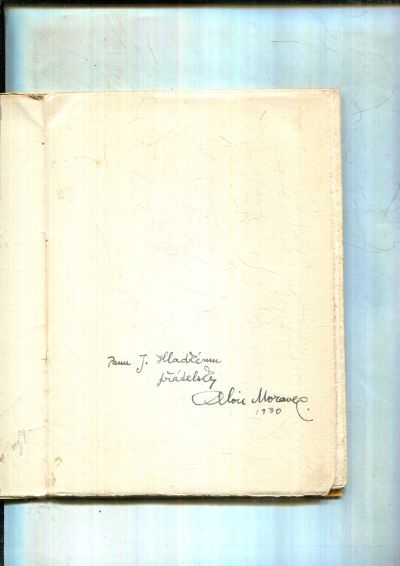 Panu J. Hladkému
přátelsky
Alois Moravec.
1930